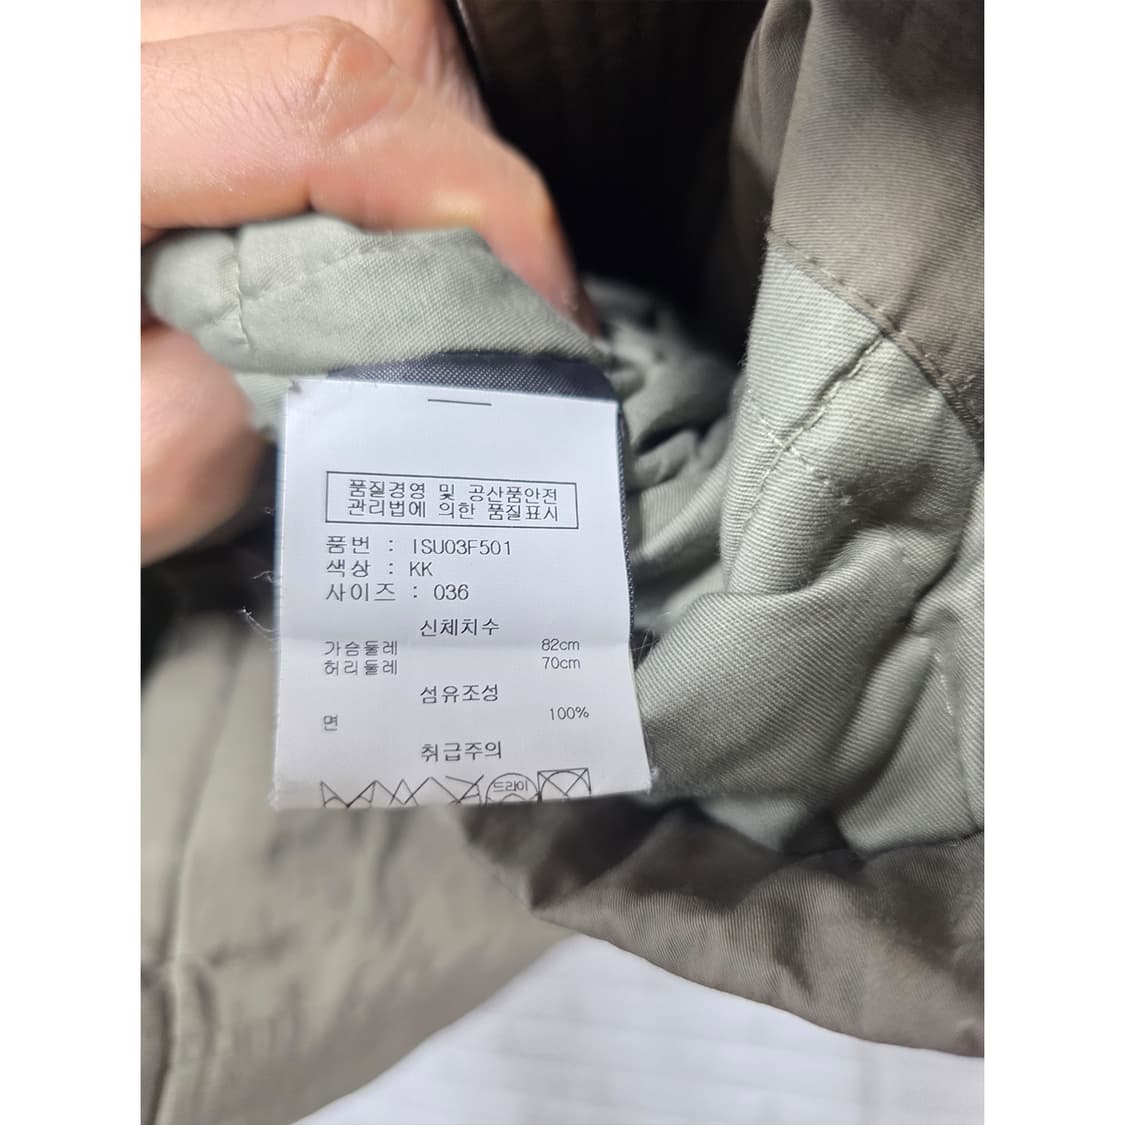 품질경영 및 공산품안전
관리법에 의한 품질표시
품번 : ISU03F501
색상 : KK
사이즈 : 036
신체치수
가슴둘레 82cm
허리둘레 70cm
섬유조성
면 100%
취급주의
드라이